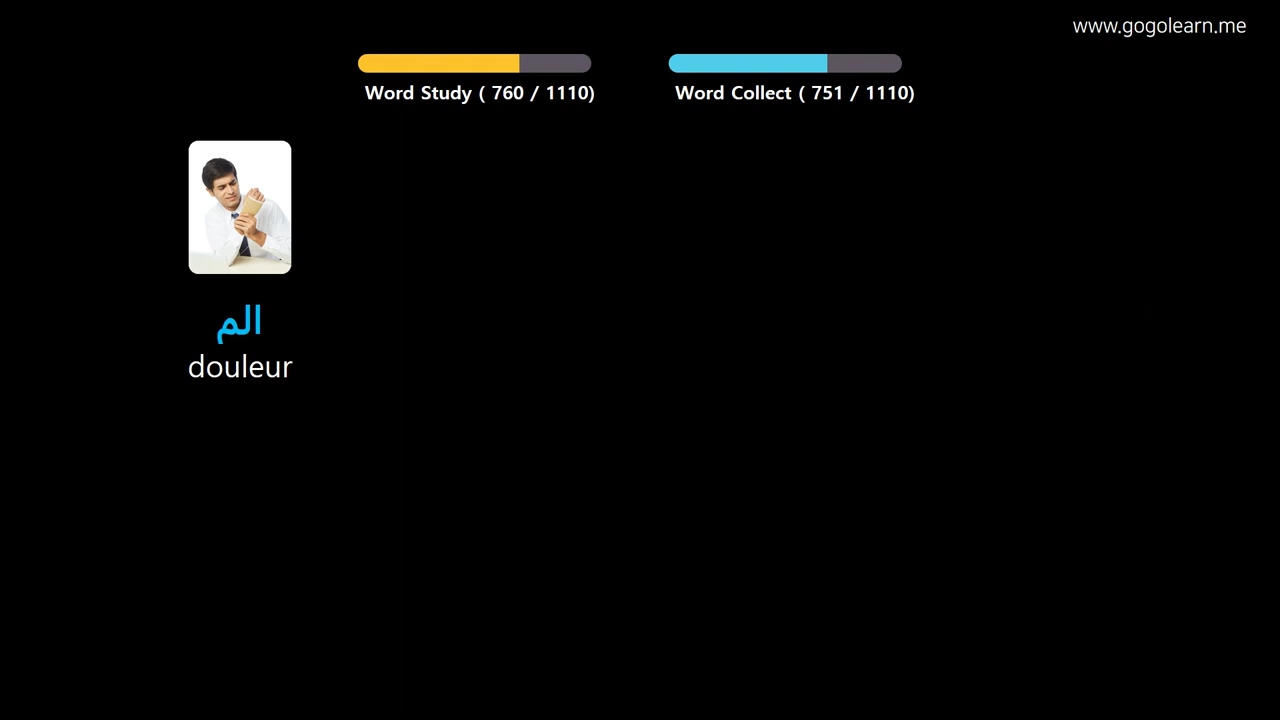 www.gogolearn.me
Word Study ( 760 / 1110)
Word Collect ( 751 / 1110)
الم
douleur